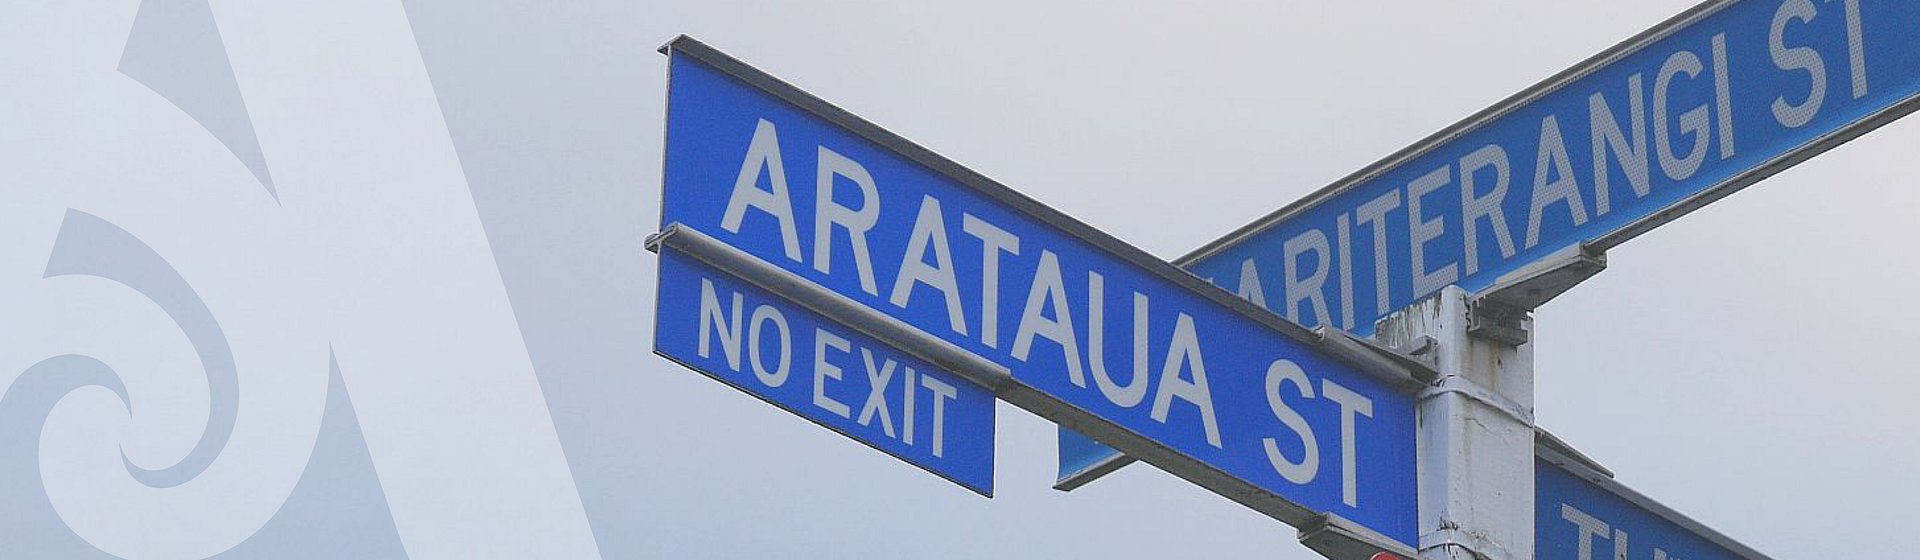 ARATAUA ST
NO EXIT
ARITERANGI ST